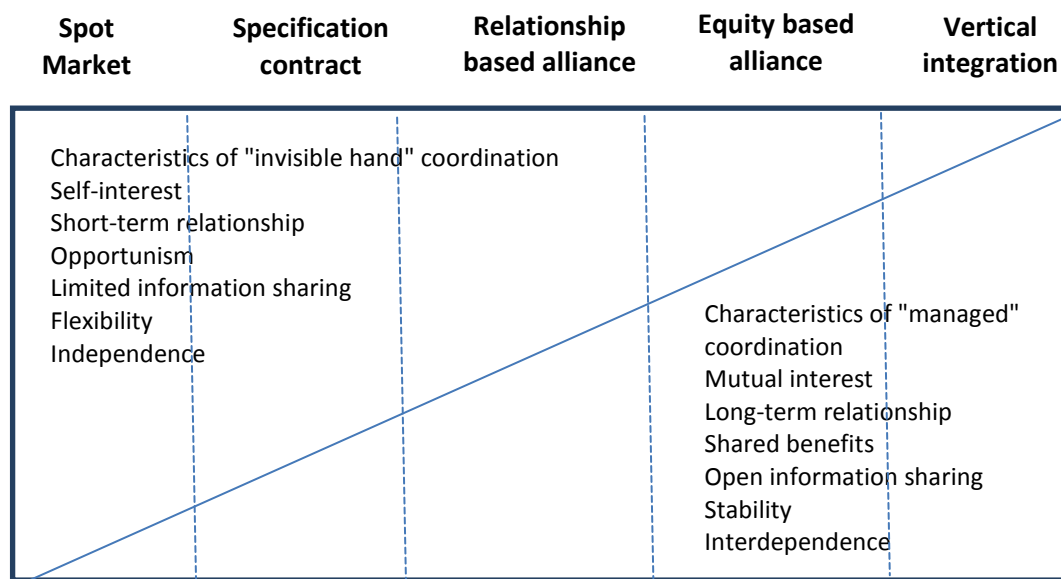 Spot
Market
Specification
contract
Relationship
based alliance
Equity based
alliance
Vertical
integration
Characteristics of "invisible hand" coordination
Self-interest
Short-term relationship
Opportunism
Limited information sharing
Flexibility
Independence
Characteristics of "managed"
coordination
Mutual interest
Long-term relationship
Shared benefits
Open information sharing
Stability
Interdependence